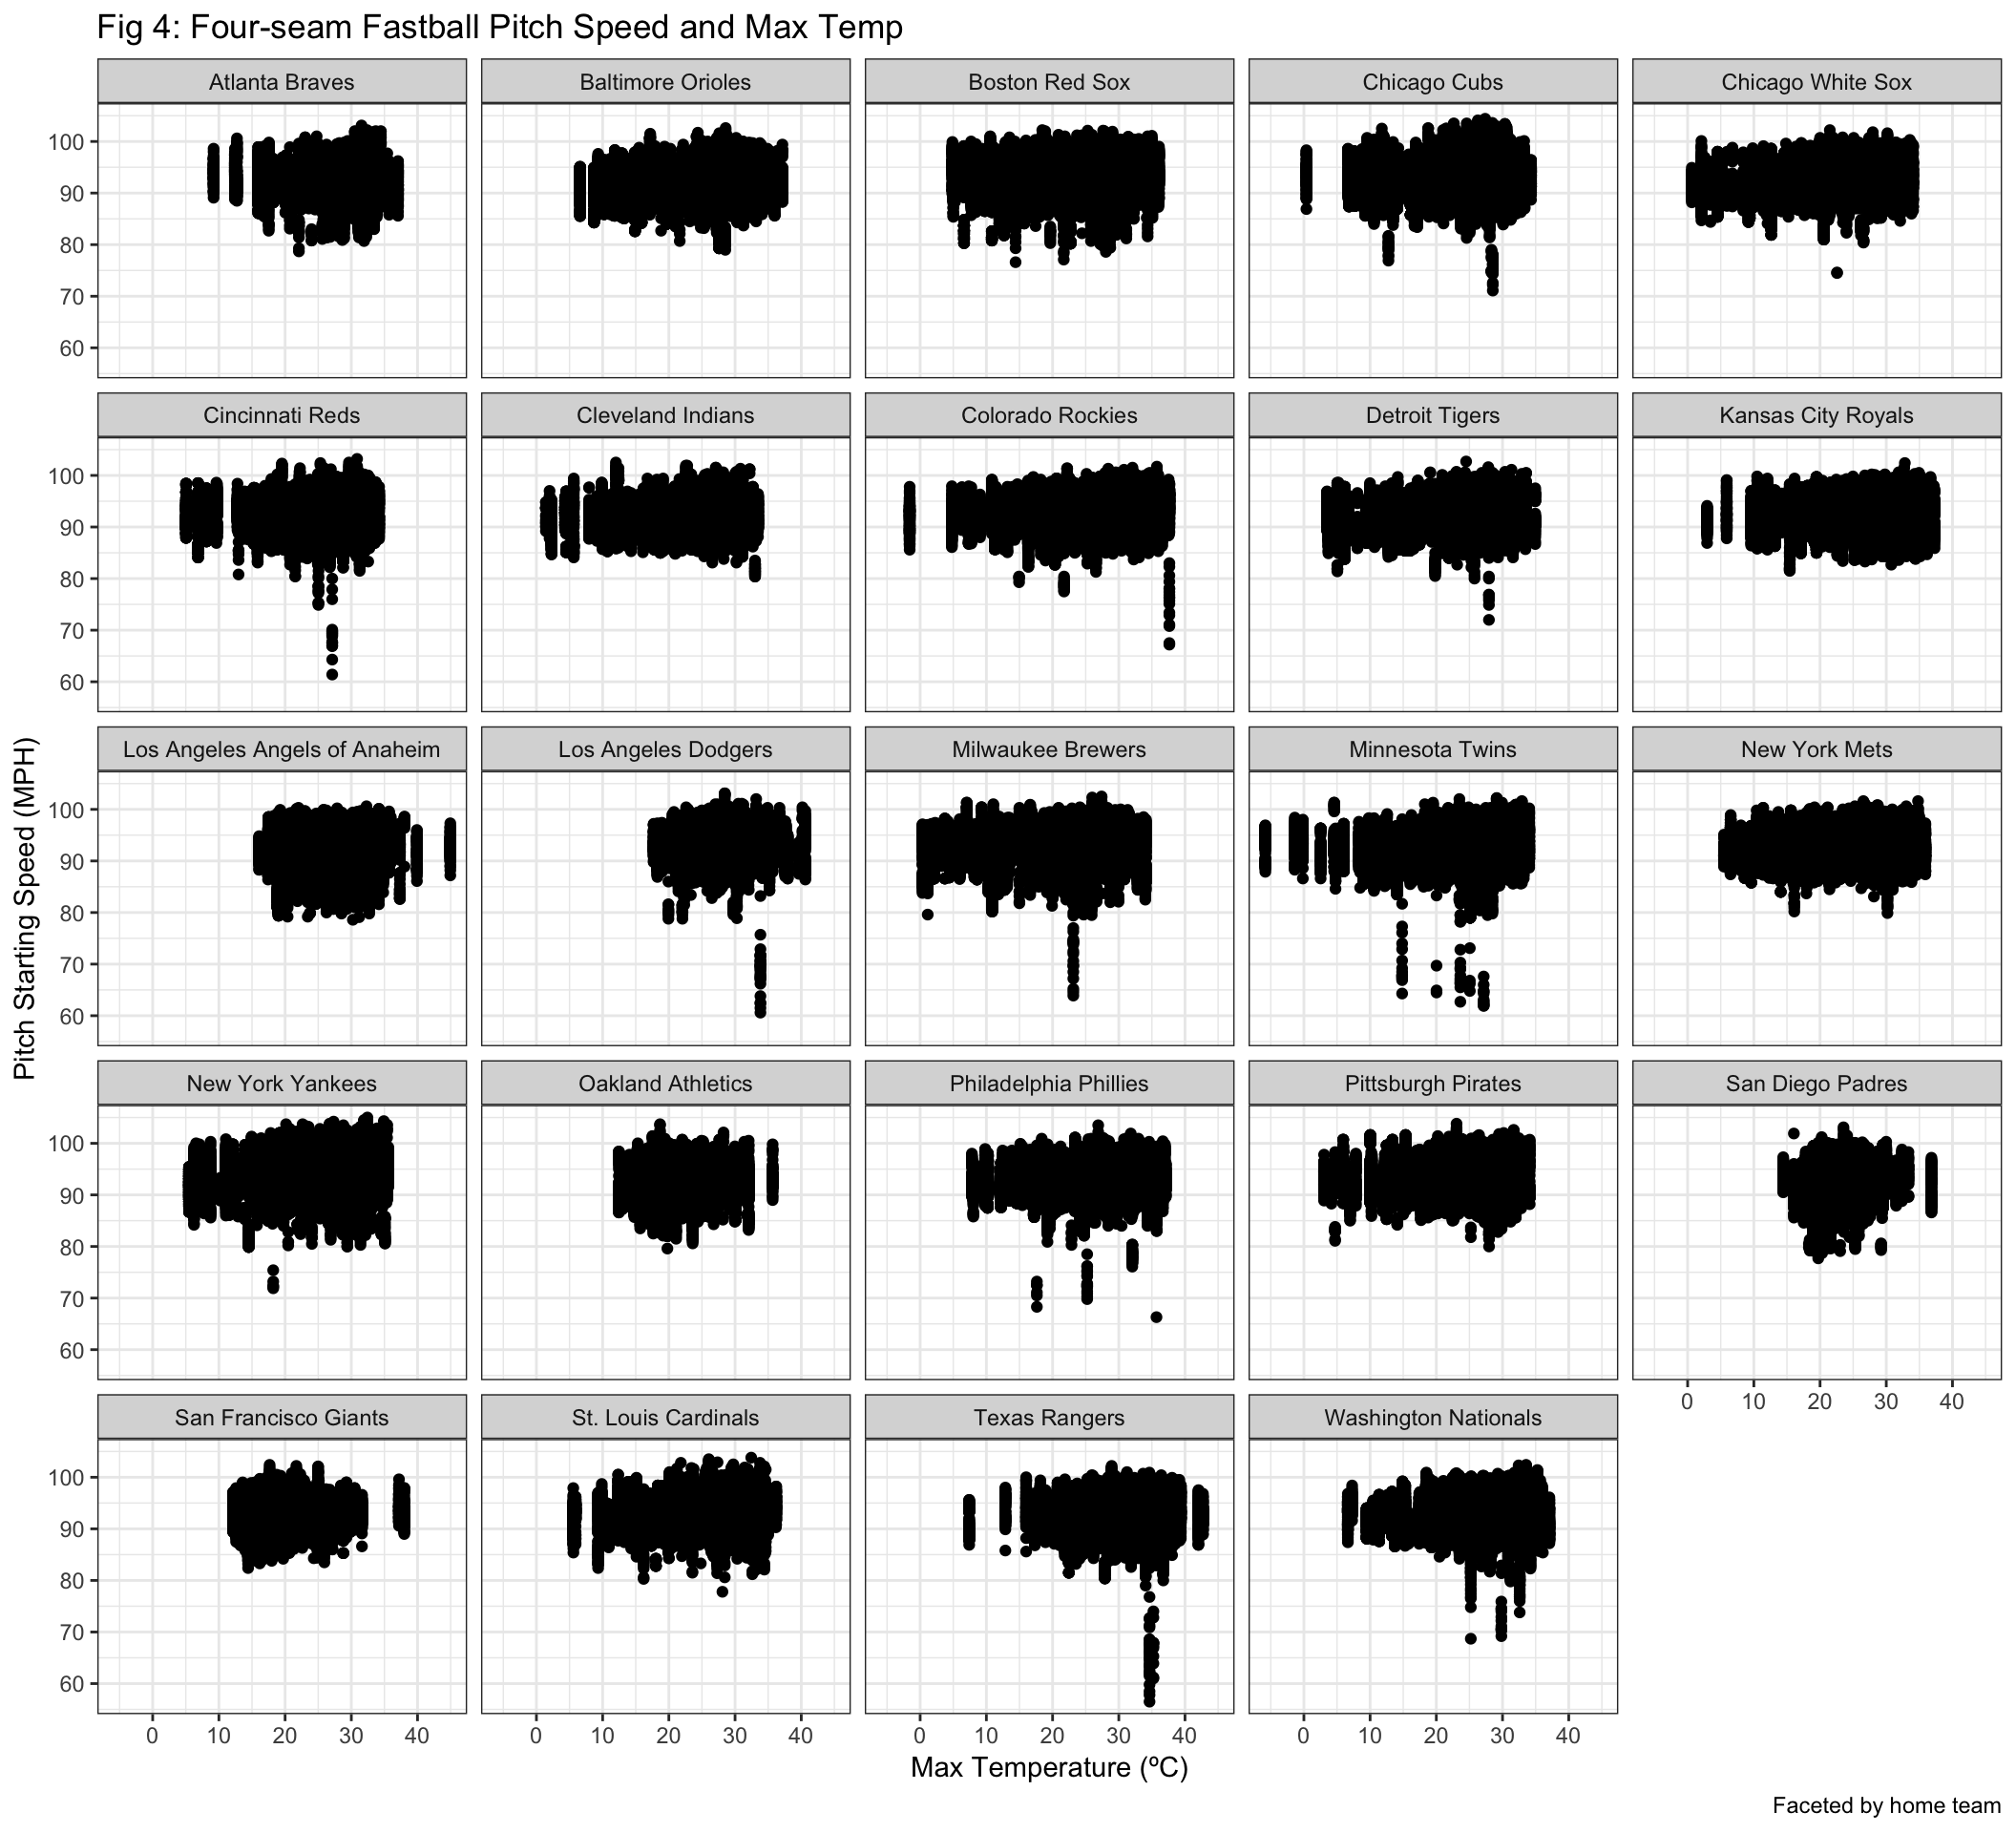 Fig 4: Four-seam Fastball Pitch Speed and Max Temp
Atlanta Braves
Baltimore Orioles
Boston Red Sox
Chicago Cubs
Chicago White Sox
100
90
80
70
60
Cincinnati Reds
Cleveland Indians
Colorado Rockies
Detroit Tigers
Kansas City Royals
100
90
80
70
60
Pitch Starting Speed (MPH)
Los Angeles Angels of Anaheim
Los Angeles Dodgers
Milwaukee Brewers
Minnesota Twins
New York Mets
100
90
80
70
60
New York Yankees
Oakland Athletics
Philadelphia Phillies
Pittsburgh Pirates
San Diego Padres
100
90
80
70
60
0 10 20 30 40
San Francisco Giants
St. Louis Cardinals
Texas Rangers
Washington Nationals
100
90
80
70
60
0 10 20 30 40
0 10 20 30 40
0 10 20 30 40
0 10 20 30 40
Max Temperature (ºC)
Faceted by home team